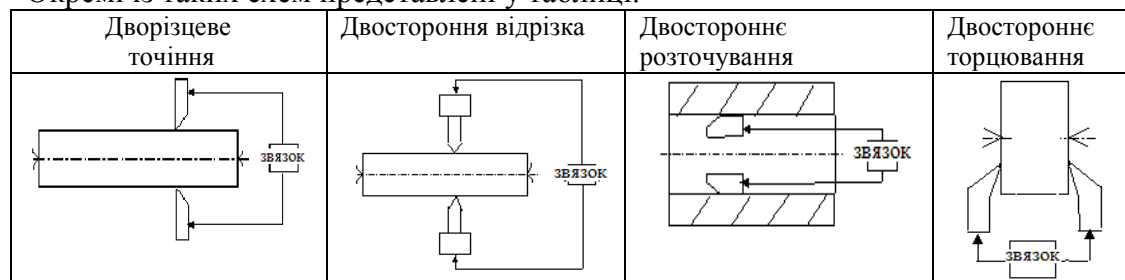 Окремі із таких схем представлені у таблиці:
Дворізцеве точіння
Двостороння відрізка
Двостороннє розточування
Двостороннє торцювання
ЗВЯЗОК
ЗВЯЗОК
ЗВЯЗОК
ЗВЯЗОК